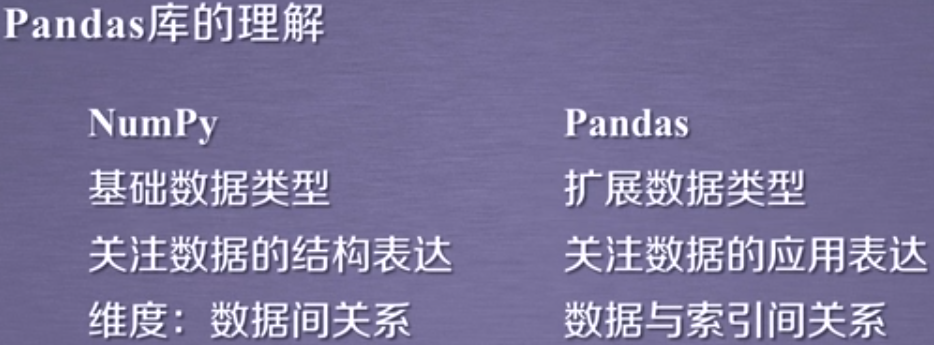 Pandas库的理解
NumPy Pandas
基础数据类型 扩展数据类型
关注数据的结构表达 关注数据的应用表达
维度：数据间关系 数据与索引间关系